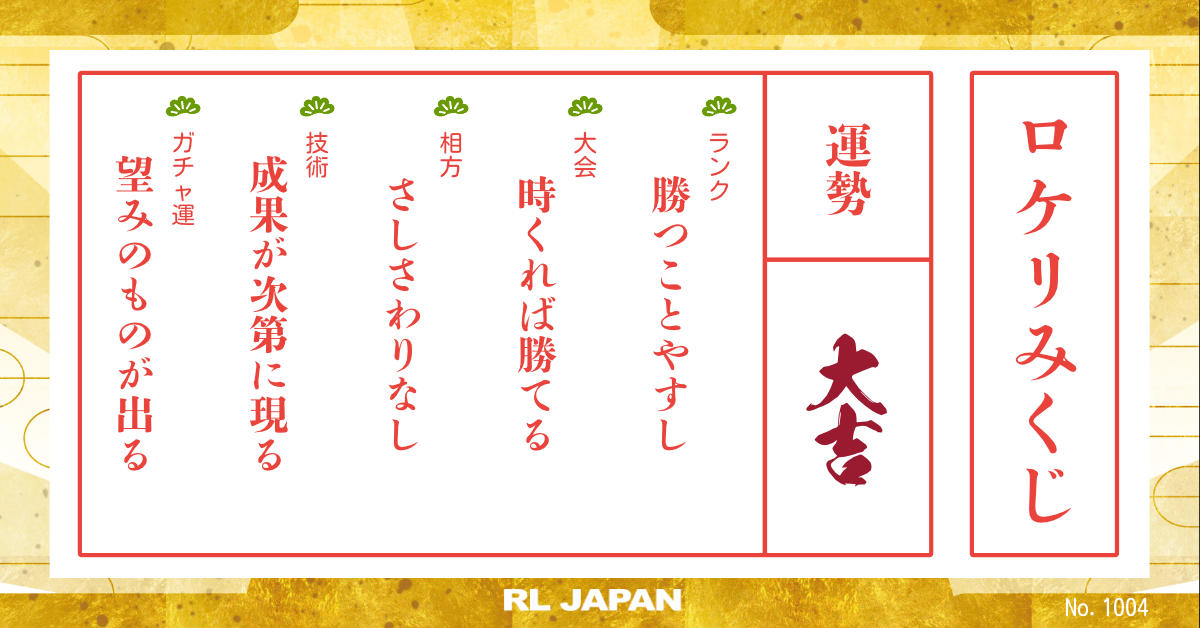 ロケリみくじ
運勢
大吉
ランク
勝つことやすし
大会
時くれば勝てる
相方
さしさわりなし
技術
成果が次第に現る
ガチャ運
望みのものが出る
RL JAPAN
No. 1004